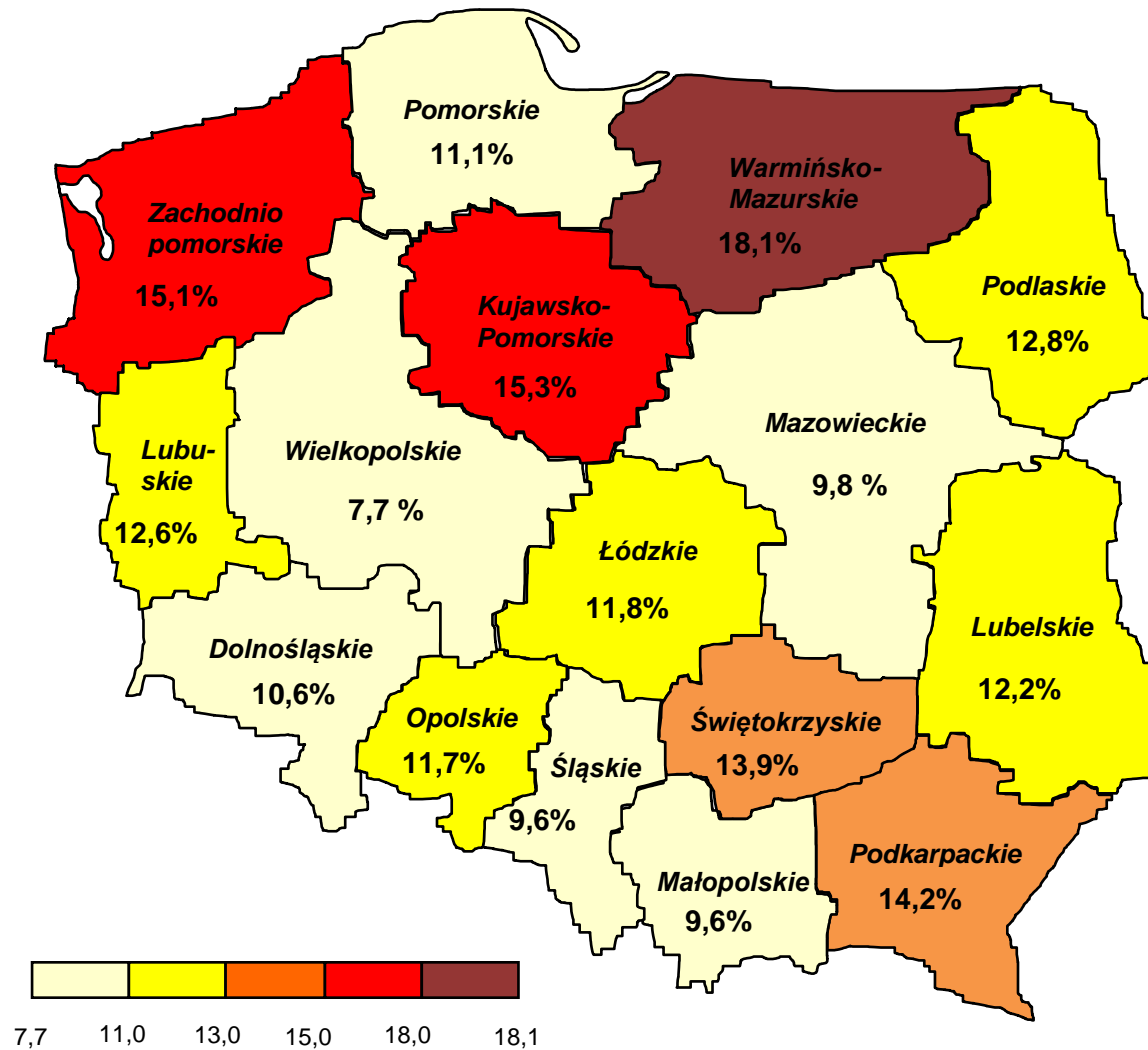 Pomorskie
11,1%
Warmińsko-
Mazurskie
18,1%
Zachodnio
pomorskie
15,1%
Podlaskie
12,8%
Kujawsko-
Pomorskie
15,3%
Mazowieckie
9,8 %
Lubu-
skie
12,6%
Wielkopolskie
7,7 %
Łódzkie
11,8%
Lubelskie
12,2%
Dolnośląskie
10,6%
Opolskie
11,7%
Śląskie
9,6%
Świętokrzyskie
13,9%
Małopolskie
9,6%
Podkarpackie
14,2%
7,7 11,0 13,0 15,0 18,0 18,1